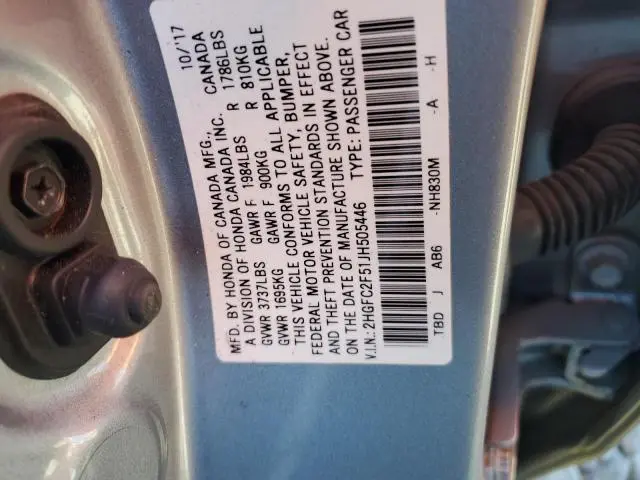 MFD. BY HONDA OF CANADA MFG., 10/'17
A DIVISION OF HONDA CANADA INC. CANADA
GVWR 3737LBS GAWR F 1984LBS R 1786LBS
GVWR 1695KG GAWR F 900KG R 810KG
THIS VEHICLE CONFORMS TO ALL APPLICABLE
FEDERAL MOTOR VEHICLE SAFETY, BUMPER,
AND THEFT PREVENTION STANDARDS IN EFFECT
ON THE DATE OF MANUFACTURE SHOWN ABOVE.
V.I.N.: 2HGFC2F51JH505446 TYPE: PASSENGER CAR
TBD J AB6 -NH830M -A -H